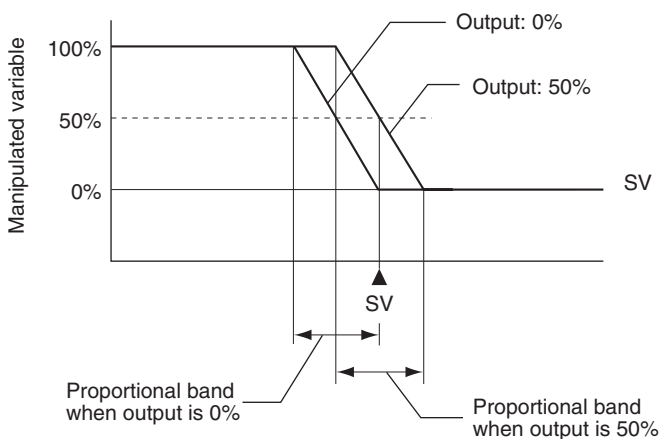 Output: 0%
100%
Output: 50%
50%
0%
SV
Manipulated variable
SV
Proportional band
when output is 0%
Proportional band
when output is 50%